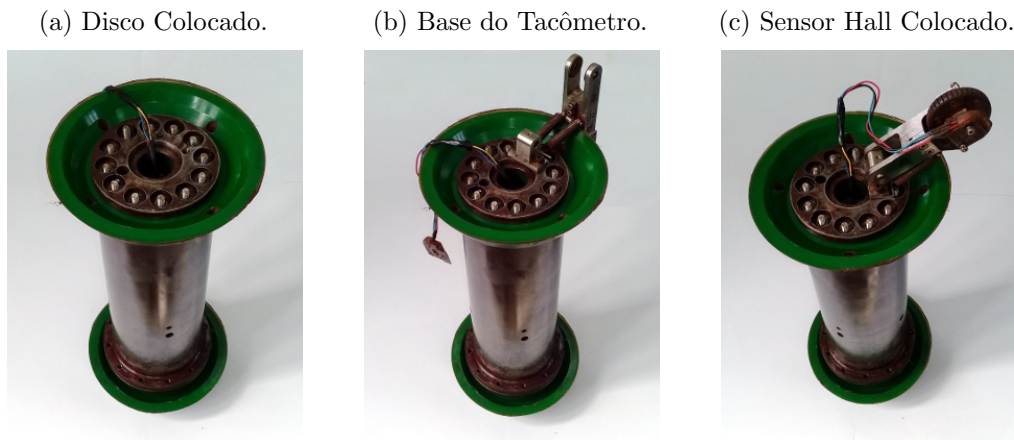 (a) Disco Colocado.
(b) Base do Tacômetro.
(c) Sensor Hall Colocado.